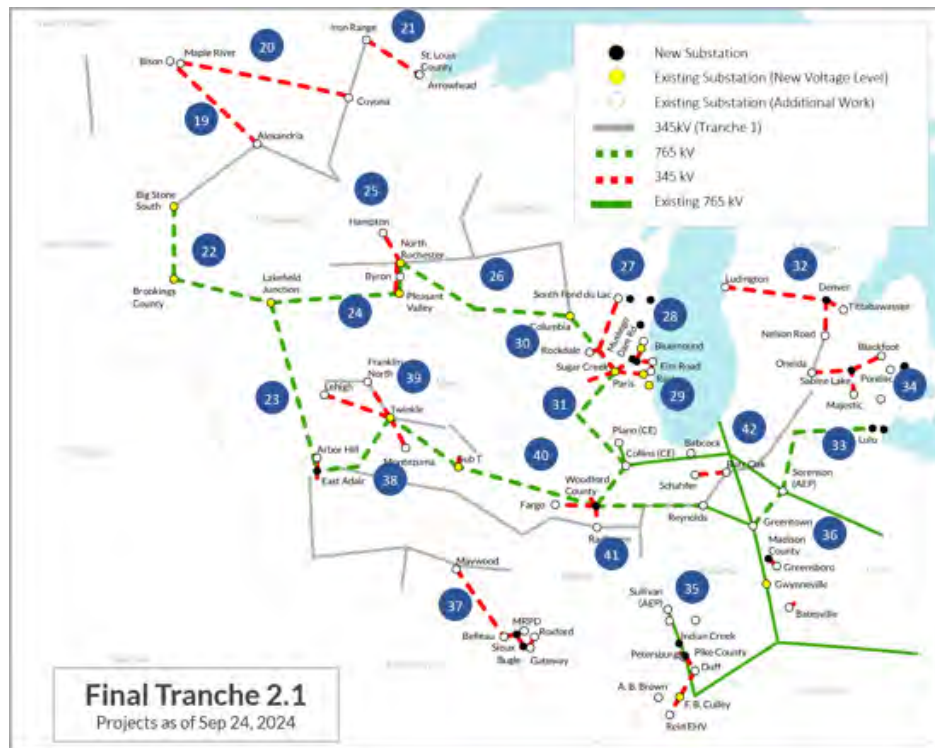 Iron Range
21
20
Maple River
Bison
St. Louis
County
Arrowhead
Cuyuna
19
Alexandria
New Substation
Existing Substation (New Voltage Level)
Existing Substation (Additional Work)
345kV (Tranche 1)
765 kV
345 kV
Existing 765 kV
25
Big Stone
South
Hampton
North
Rochester
22
26
27
32
Ludington
Denver
Byron
Brookings
County
Lakefield
Junction
Pleasant
Valley
South Fond du Lac
Tittabawassee
24
28
Columbia
30
Nelson Road
Bluemound
Rockdale
Blackfoot
Franklin
North
39
Sugar Creek
Elm Road
Oneida
Pontiac
Paris
Sabine Lake
34
Lehigh
29
23
31
Majestic
Twinkle
42
33
Lulu
Plano (CE)
Babcock
Arbor Hill
Montezuma
Sub T
40
Collins (CE)
38
East Adair
Woodford
County
Schahfer
Sorenson
(AEP)
Fargo
Reynolds
Greentown
36
41
Madison
County
Greensboro
Maywood
Gwynneville
37
Sullivan
(AEP)
35
Batesville
MRPD
Belleau
Roxford
Indian Creek
Sioux
Petersburg
Pike County
Bugle
Gateway
Duff
A. B. Brown
F. B. Culley
Reid EHV
Final Tranche 2.1
Projects as of Sep 24, 2024